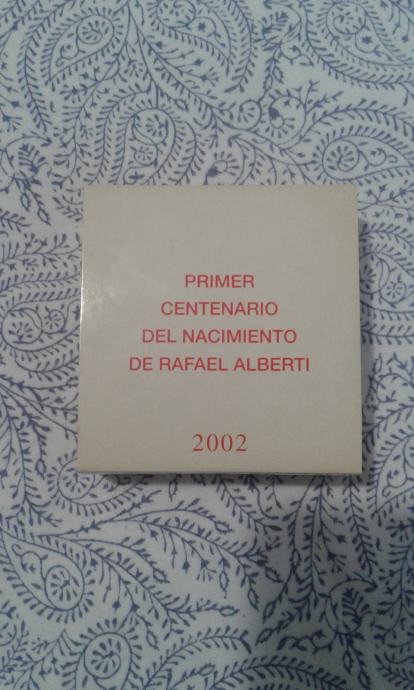 PRIMER
CENTENARIO
DEL NACIMIENTO
DE RAFAEL ALBERTI
2002